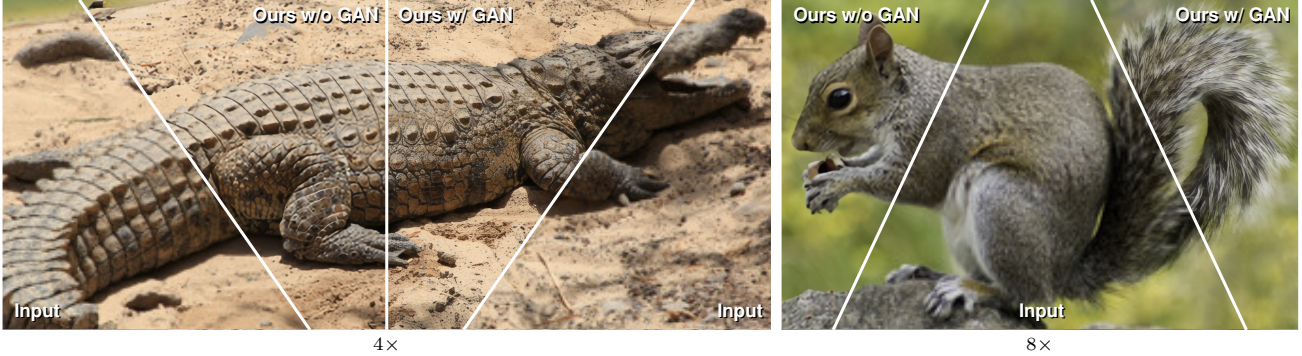 Ours w/o GAN
Ours w/ GAN
Input
Input
4×
Ours w/o GAN
Ours w/ GAN
Input
8×